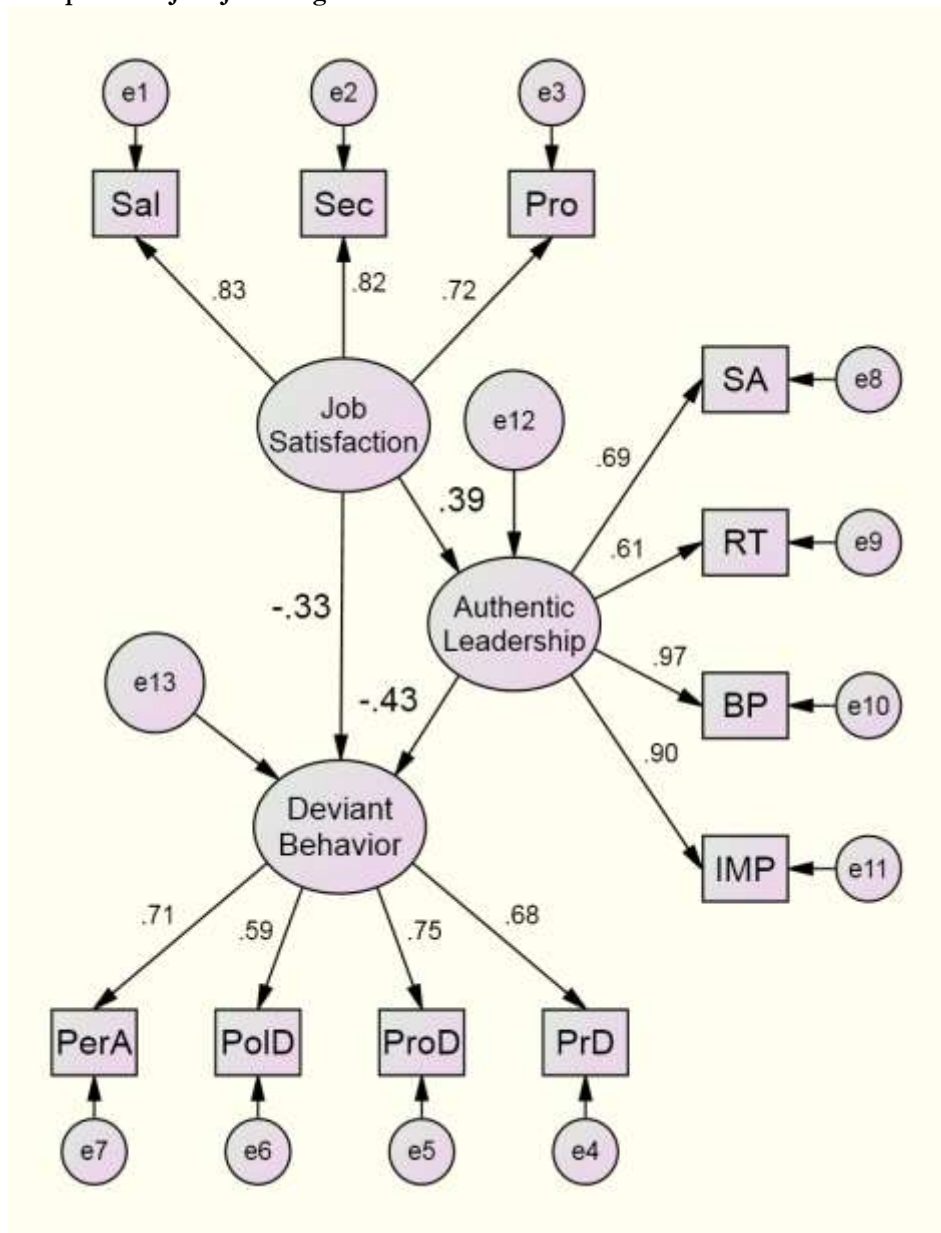 e1 e2 e3
Sal Sec Pro
.83 .82 .72
Job
Satisfaction
e12
SA e8
.69
.39
RT e9
.61
Authentic
Leadership
-.33
.97
e13
-.43
BP e10
.90
Deviant
Behavior
IMP e11
.71 .59 .75 .68
PerA PolD ProD PrD
e7 e6 e5 e4